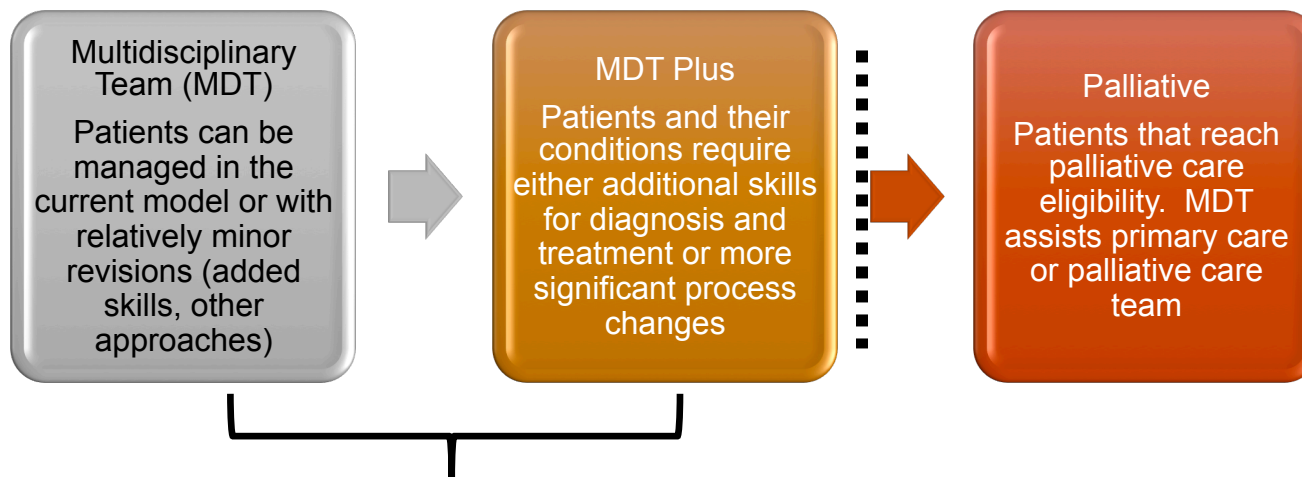 Multidisciplinary
Team (MDT)
Patients can be
managed in the
current model or with
relatively minor
revisions (added
skills, other
approaches)
MDT Plus
Patients and their
conditions require
either additional skills
for diagnosis and
treatment or more
significant process
changes
Palliative
Patients that reach
palliative care
eligibility.  MDT
assists primary care
or palliative care
team